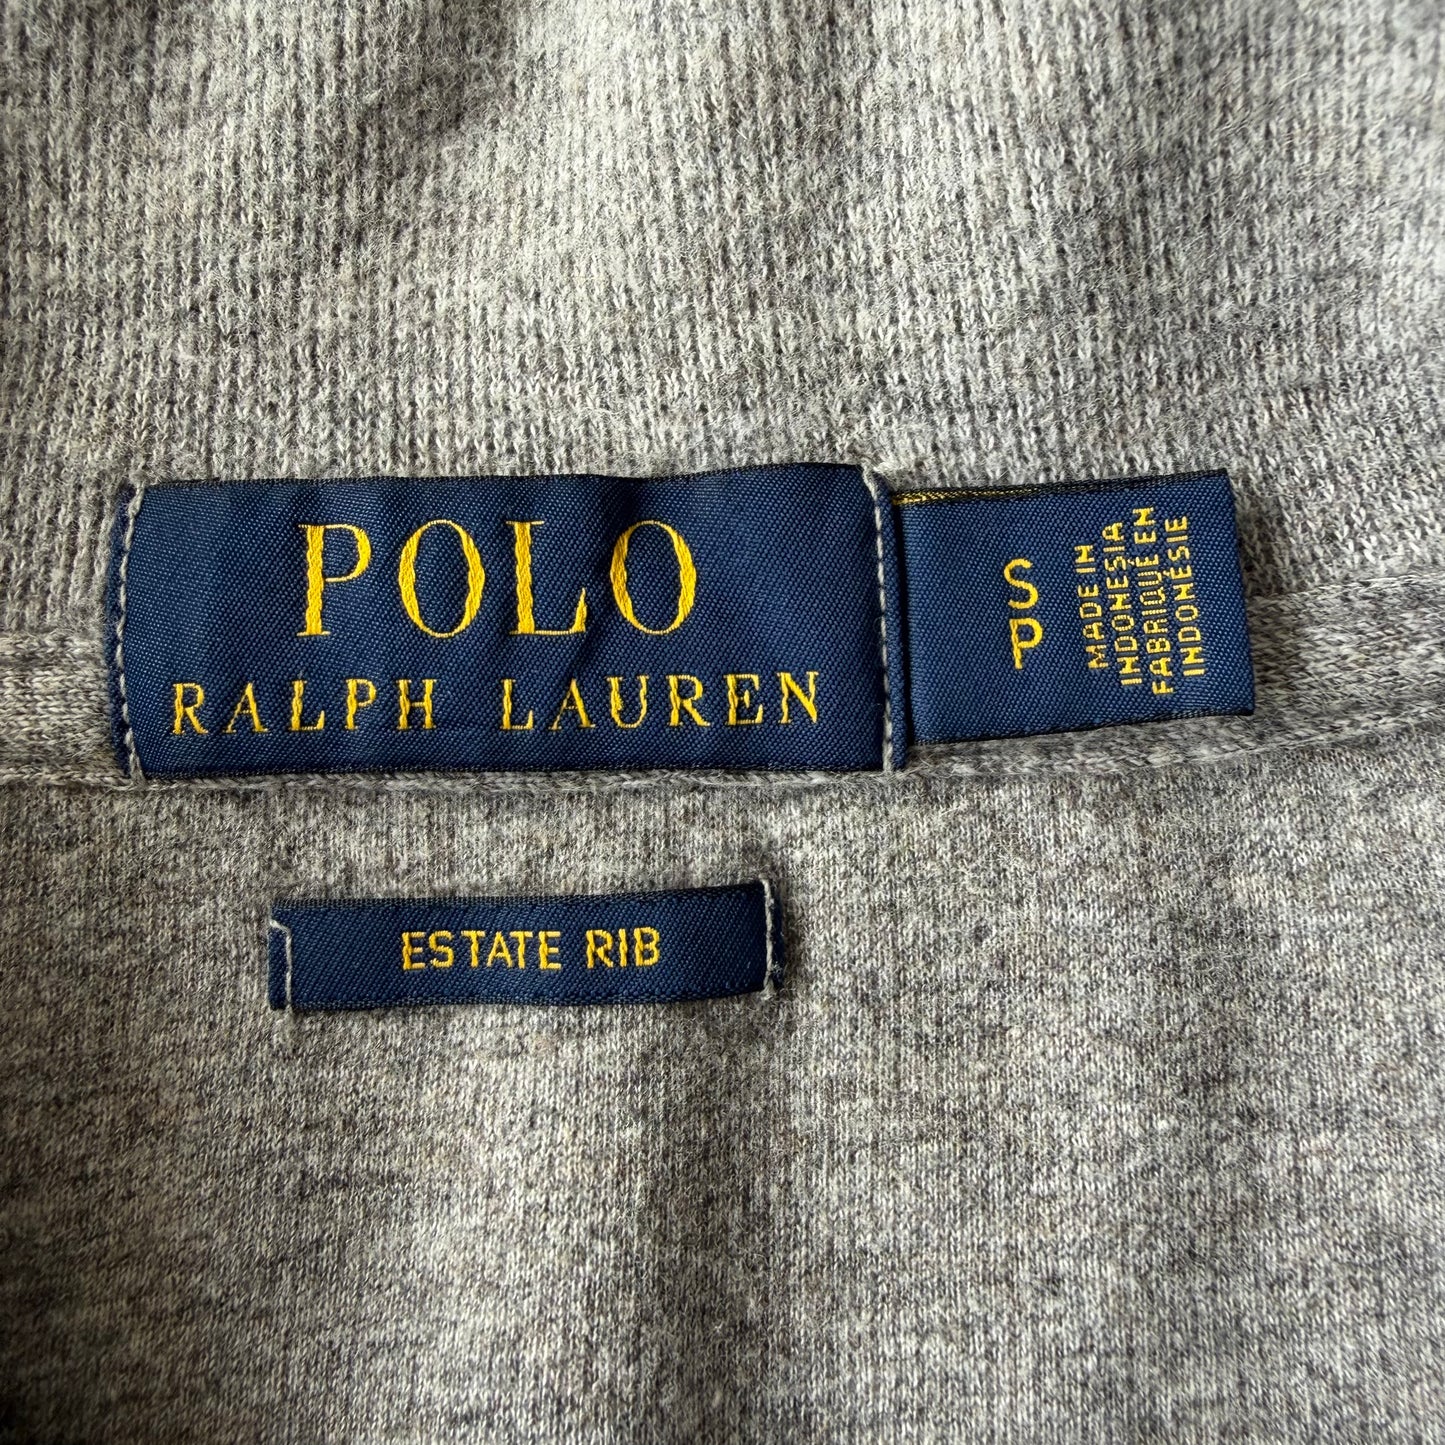 POLO
RALPH LAUREN
S
P
MADE IN
INDONESIA
FABRIQUÉ EN
INDONÉSIE
ESTATE RIB